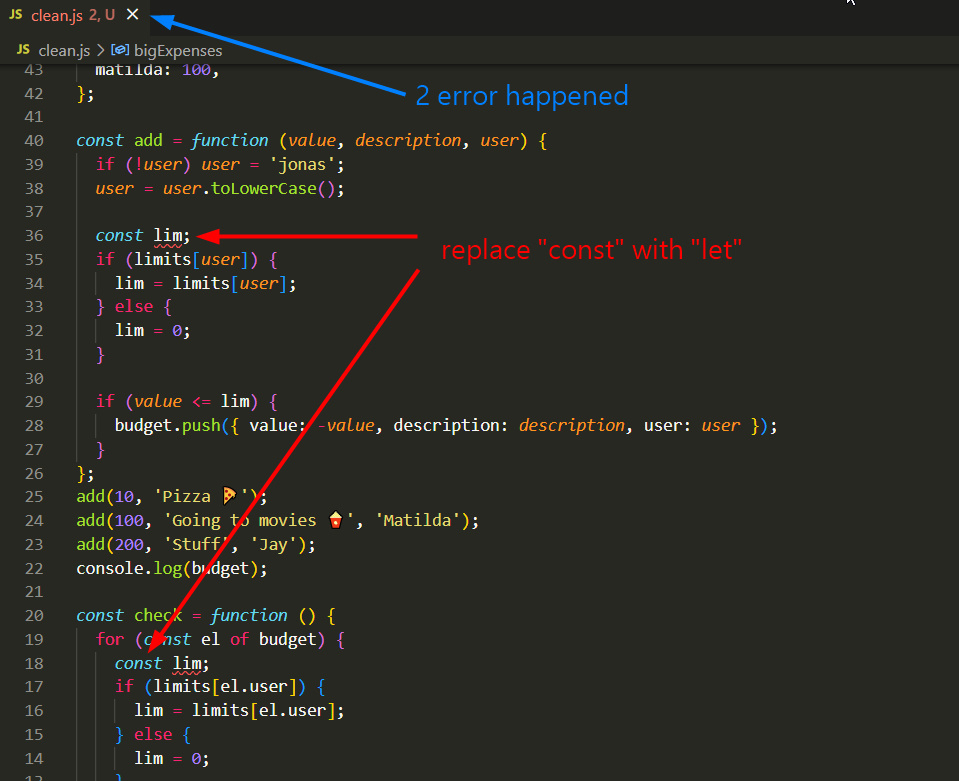 JS clean.js 2, U ✕
JS clean.js > bigExpenses
43 matilda: 100,
42 };
2 error happened
41
40 const add = function (value, description, user) {
39 if (!user) user = 'jonas';
38 user = user.toLowerCase();
37
36 const lim;
replace "const" with "let"
35 if (limits[user]) {
34 lim = limits[user];
33 } else {
32 lim = 0;
31 }
30
29 if (value <= lim) {
28 budget.push({ value: -value, description: description, user: user });
27 }
26 };
25 add(10, 'Pizza 🍕');
24 add(100, 'Going to movies 🍿', 'Matilda');
23 add(200, 'Stuff', 'Jay');
22 console.log(budget);
21
20 const check = function () {
19 for (const el of budget) {
18 const lim;
17 if (limits[el.user]) {
16 lim = limits[el.user];
15 } else {
14 lim = 0;
13 }